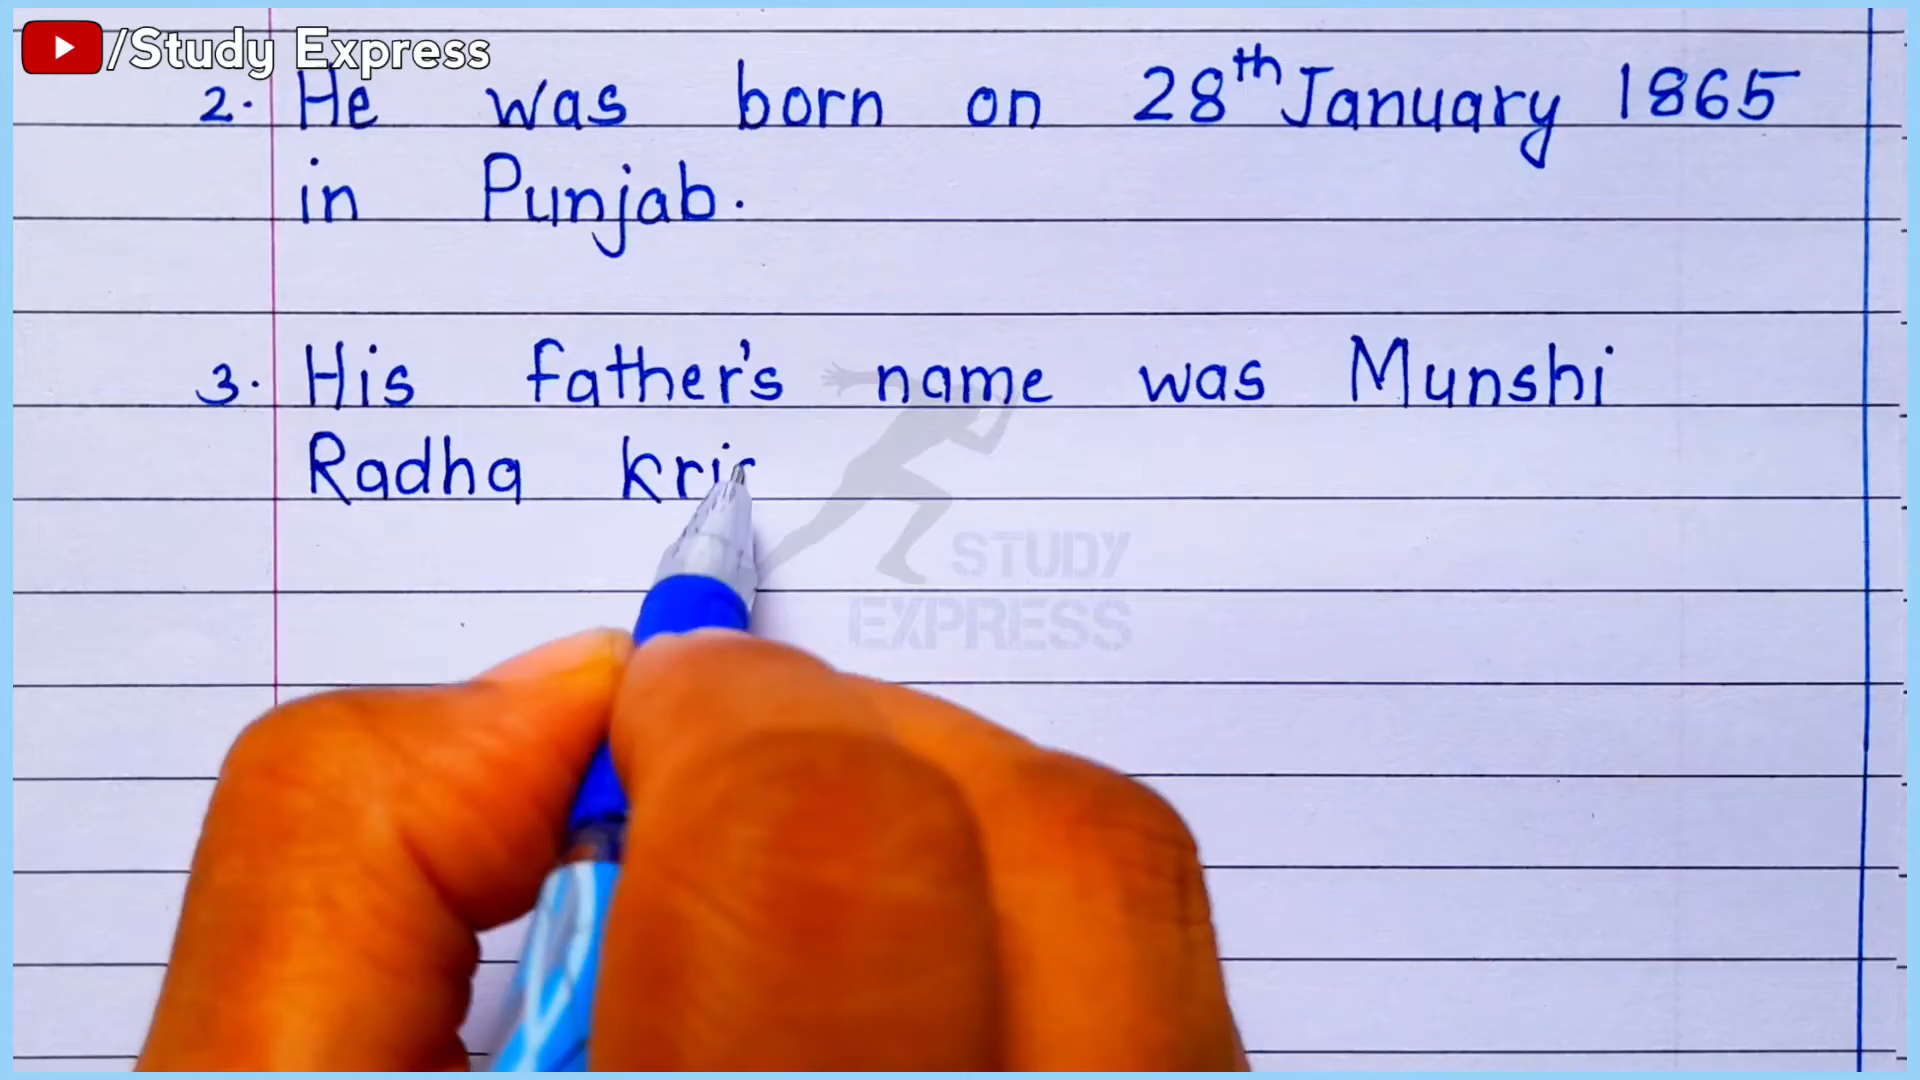 /Study Express
2. He was born on 28th January 1865
in Punjab.
3. His father's name was Munshi
Radha
STUDY
EXPRESS